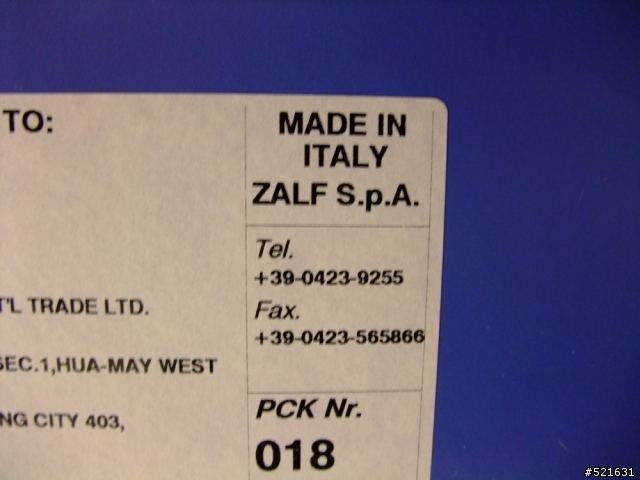 TO:
MADE IN
ITALY
ZALF S.p.A.
Tel.
+39-0423-9255
Fax.
+39-0423-565866
T'L TRADE LTD.
SEC.1,HUA-MAY WEST
NG CITY 403,
PCK Nr.
018
#521631